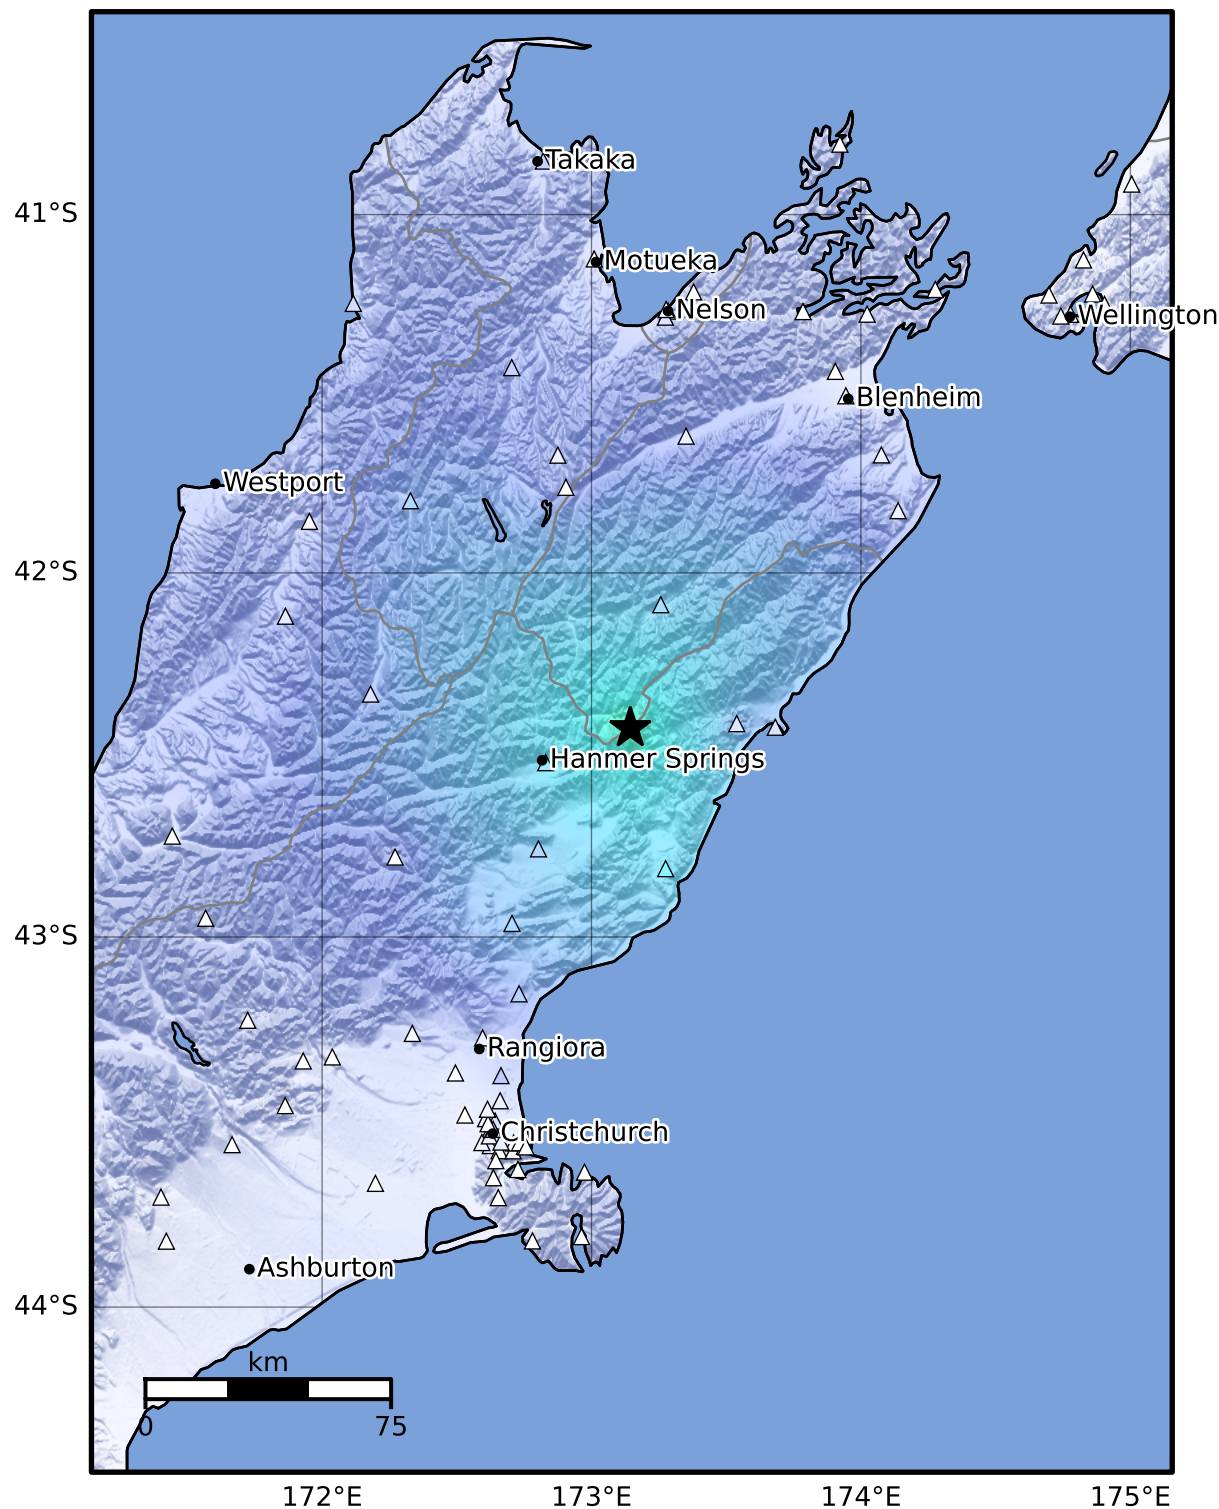 Takaka
41°S
Motueka
Nelson
Wellington
Blenheim
Westport
42°S
Hanmer Springs
43°S
Rangiora
Christchurch
Ashburton
44°S
km
0
75
172°E
173°E
174°E
175°E